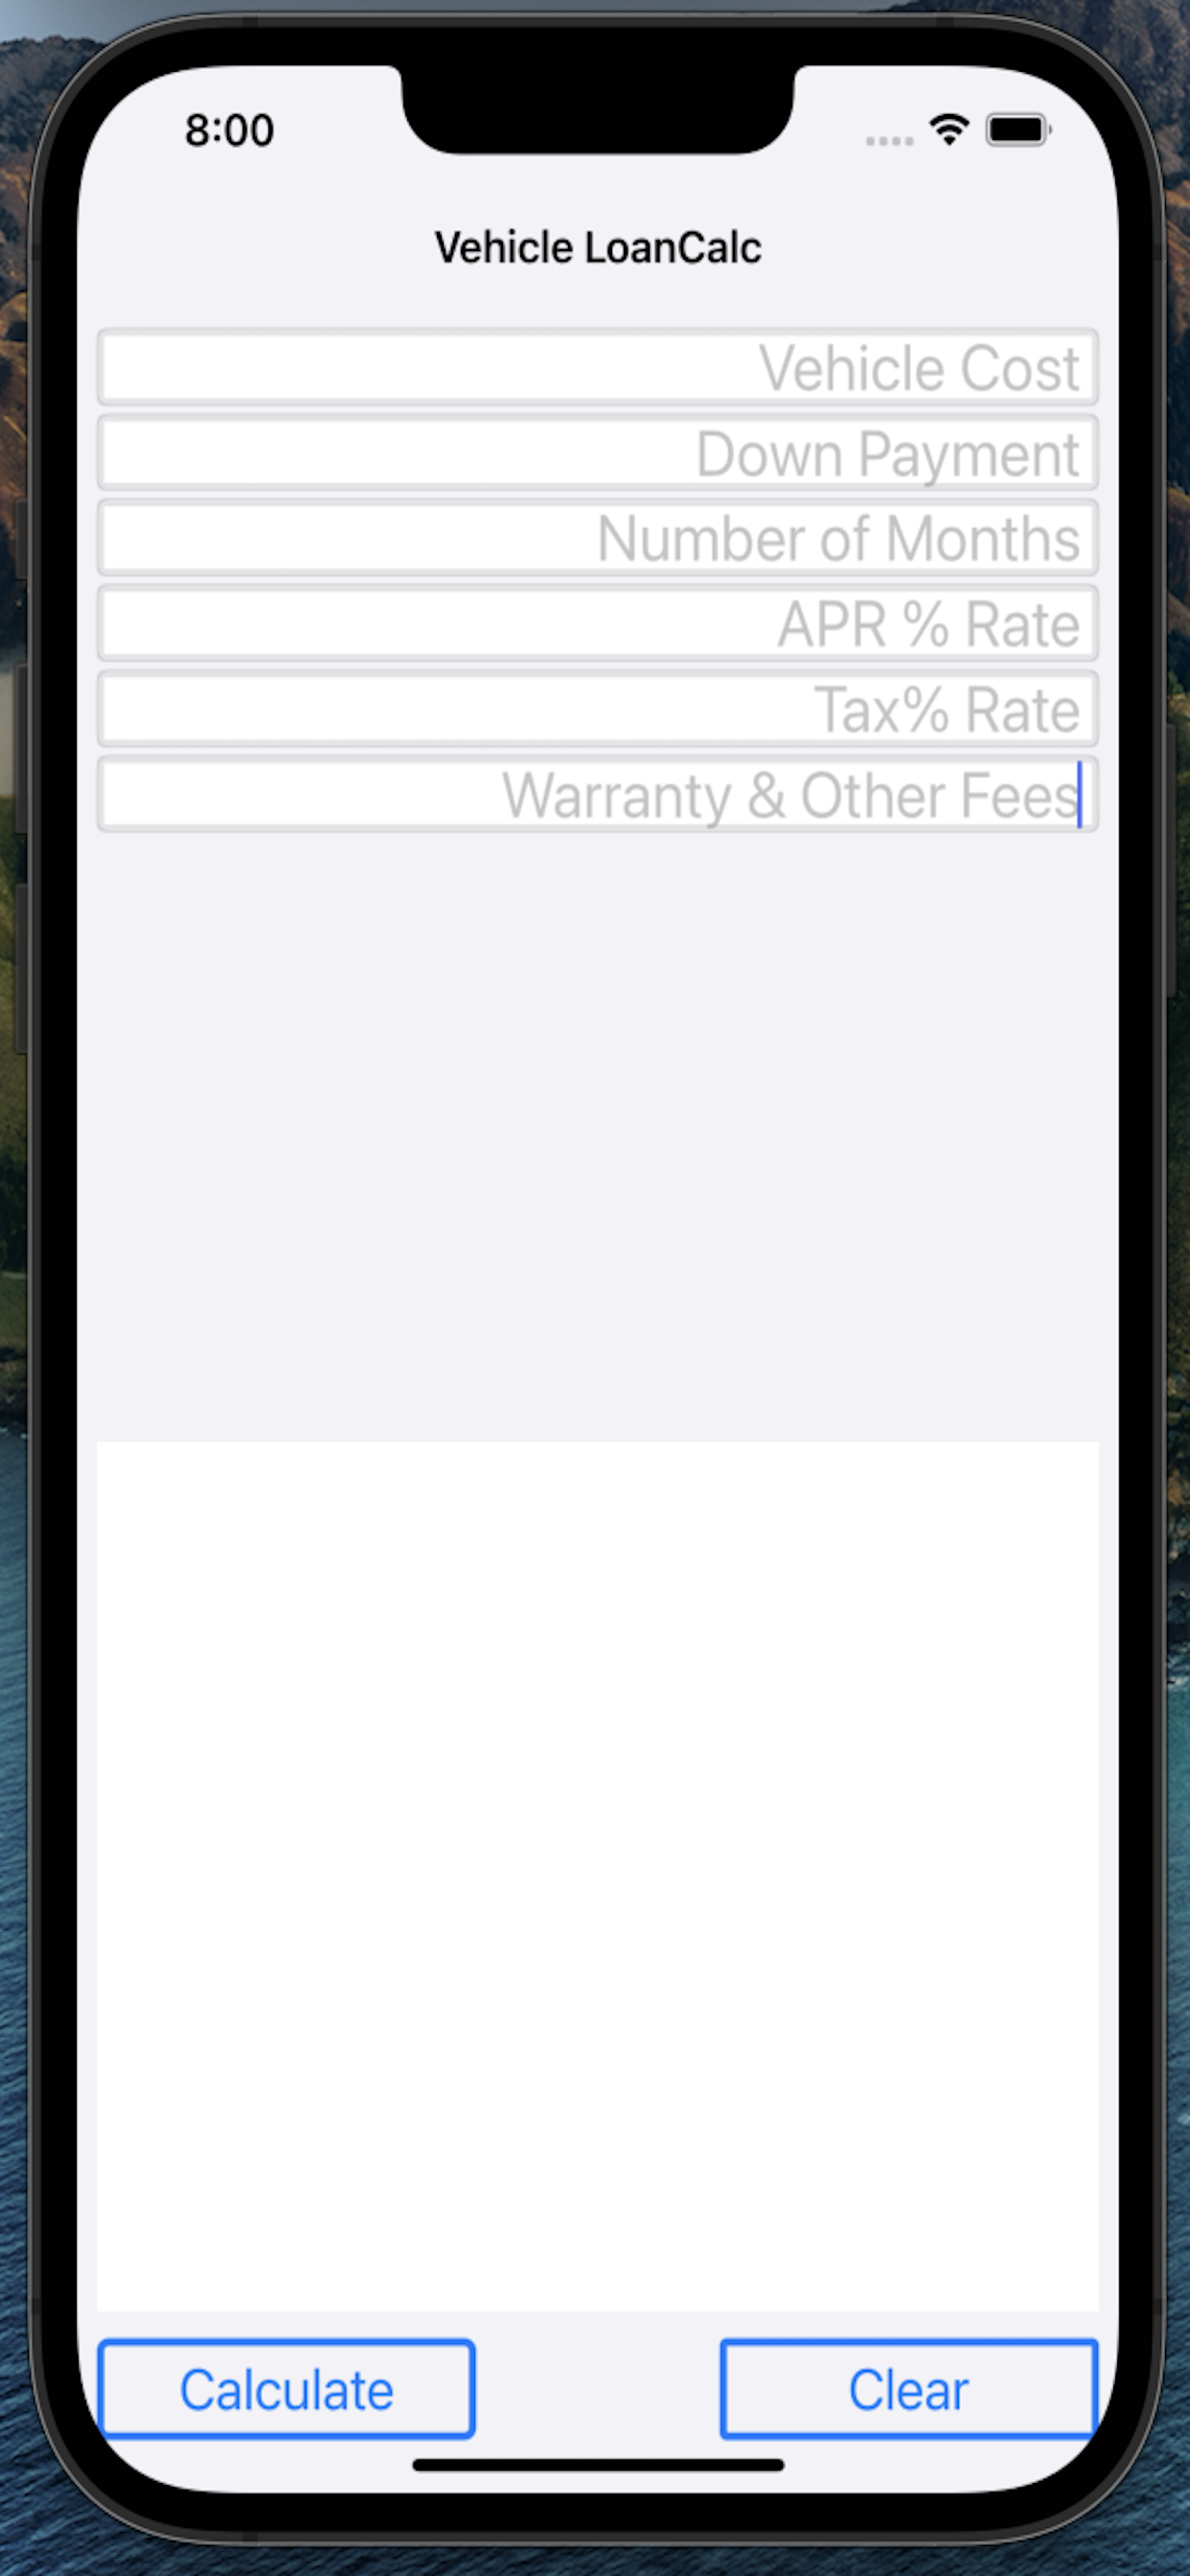 8:00
Vehicle LoanCalc
Vehicle Cost
Down Payment
Number of Months
APR % Rate
Tax% Rate
Warranty & Other Fees
Calculate
Clear